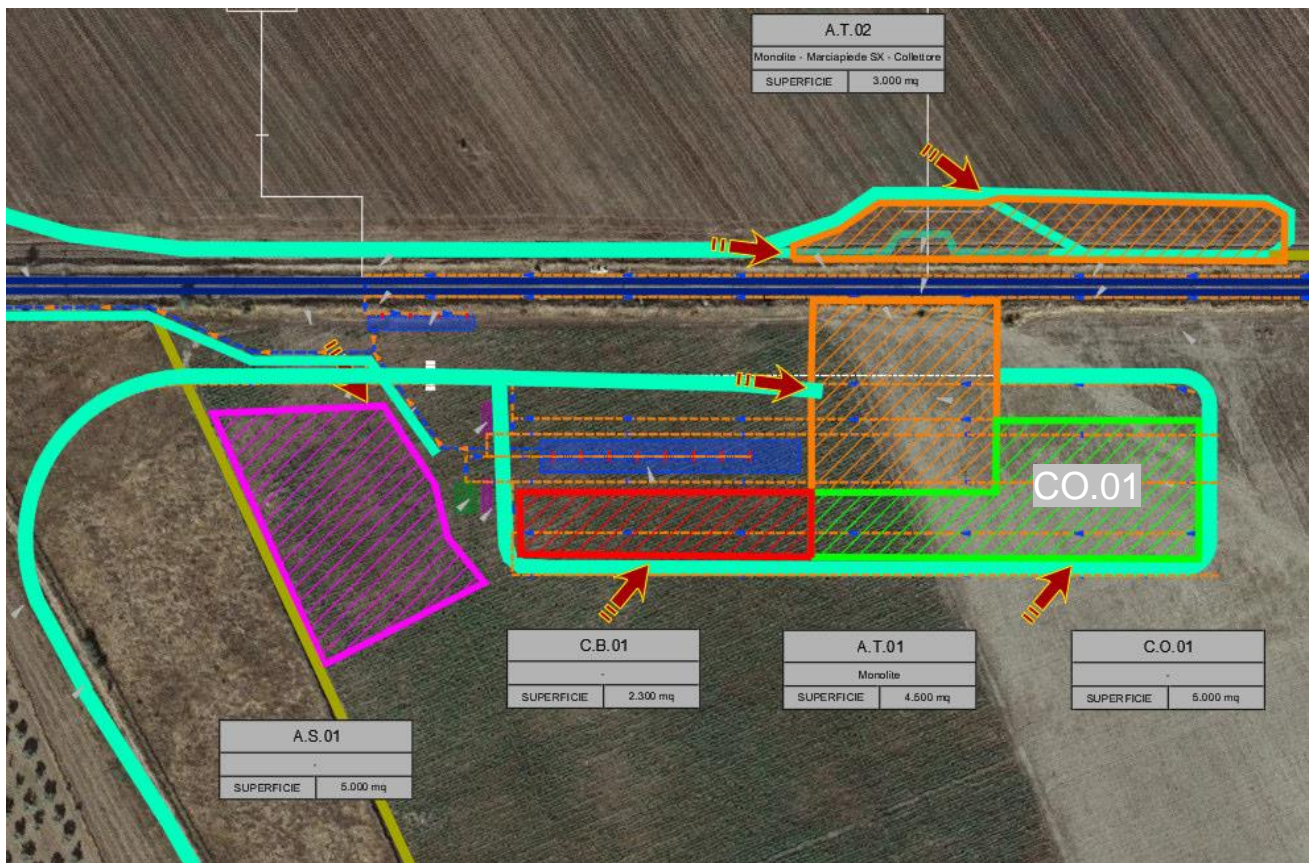 A.T.02
Monolite - Marciapiede SX - Collettore
SUPERFICIE 3.000 mq
CO.01
C.B.01
-
SUPERFICIE 2.300 mq
A.T.01
Monolite
SUPERFICIE 4.500 mq
C.O.01
-
SUPERFICIE 5.000 mq
A.S.01
-
SUPERFICIE 5.000 mq